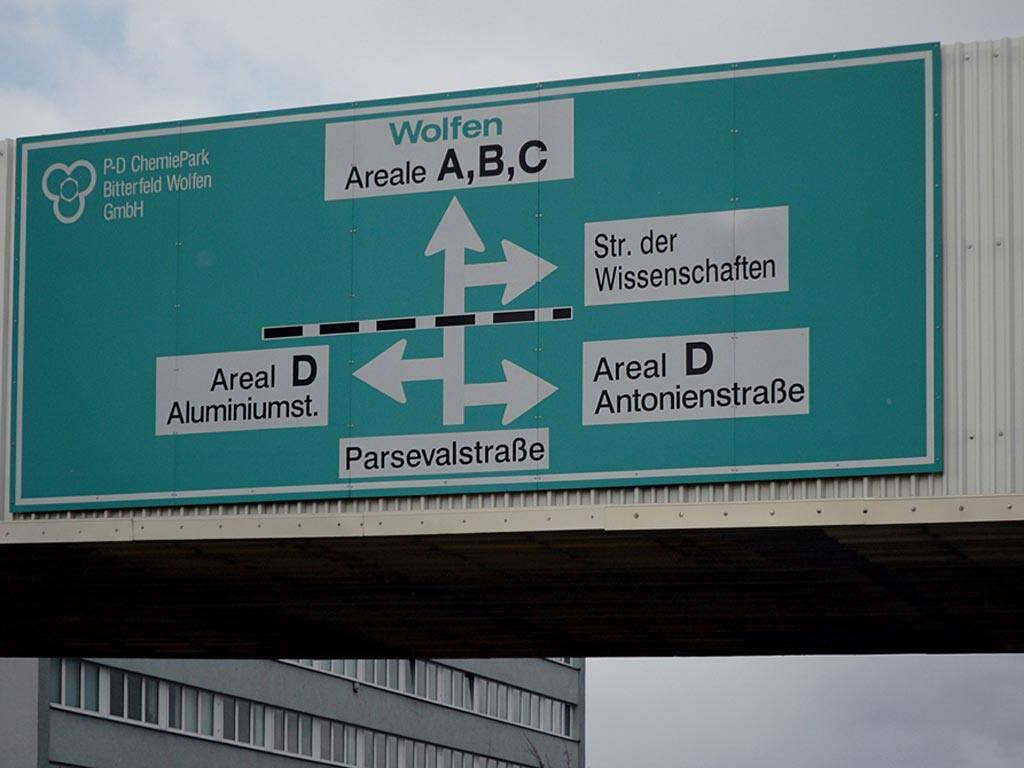 P-D ChemiePark
Bitterfeld Wolfen
GmbH
Wolfen
Areale A,B,C
Str. der
Wissenschaften
Areal D
Aluminiumst.
Areal D
Antonienstraße
Parsevalstraße